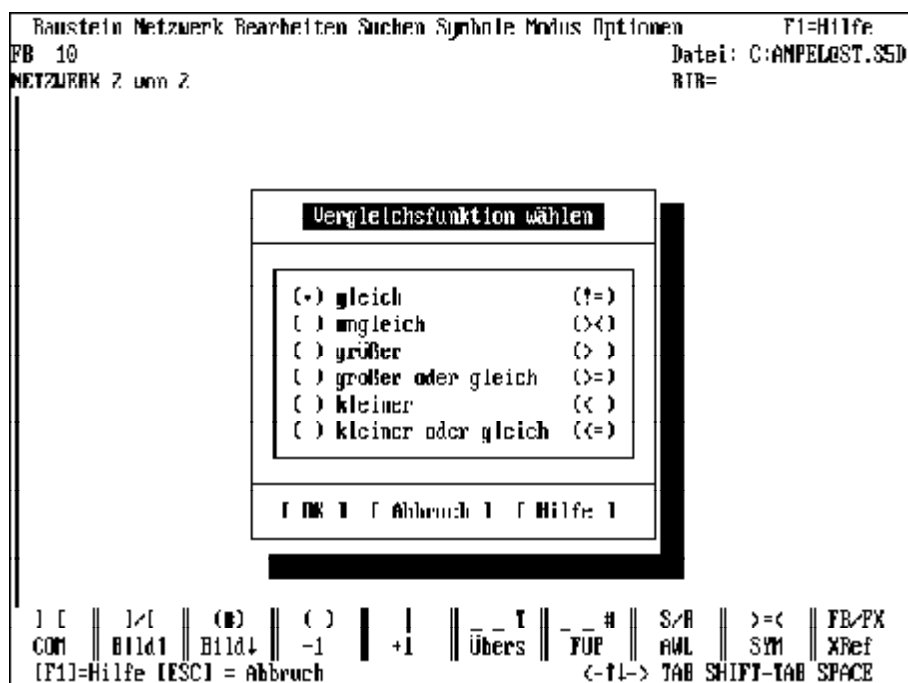 Baustein Netzwerk Bearbeiten Suchen Symbole Modus Optionen F1=Hilfe
FB 10 Datei: C:AMPEL@ST.S5D
NETZWERK 2 von 2 BIB=
Vergleichsfunktion wählen
(•) gleich (!=)
( ) ungleich (><)
( ) größer (> )
( ) größer oder gleich (>=)
( ) kleiner (< )
( ) kleiner oder gleich (<=)
[ OK ] [ Abbruch ] [ Hilfe ]
] [ ║ ]/[ ║ (#) ║ ( ) ║ | ║ _ _ ↑ ║ _ _ # ║ S/R ║ >=< ║ FB/FX
COM ║ Bild↑ ║ Bild↓ ║ -1 ║ +1 ║ Übers ║ FUP ║ AWL ║ SYM ║ XRef
[F1]=Hilfe [ESC] = Abbruch <-↑↓-> TAB SHIFT-TAB SPACE